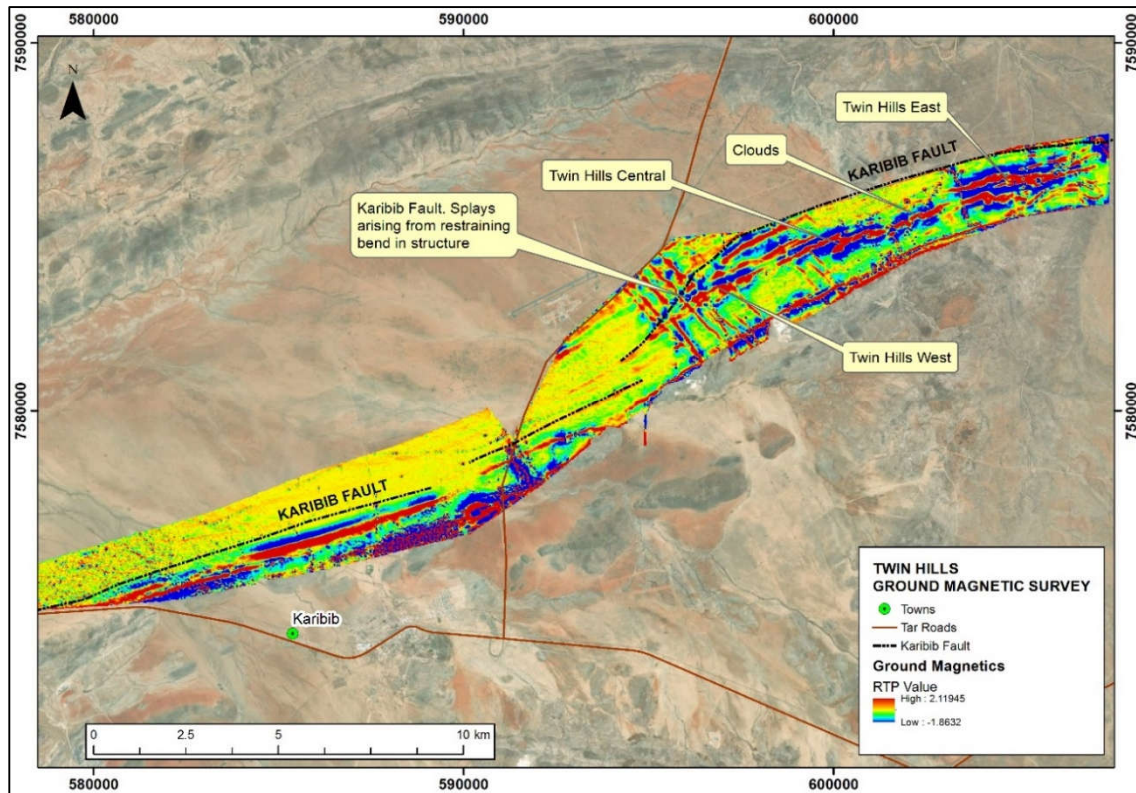 580000
590000
600000
7590000
7590000
N
Twin Hills East
Clouds
KARIBIB FAULT
Twin Hills Central
Karibib Fault. Splays
arising from restraining
bend in structure
Twin Hills West
7580000
7580000
KARIBIB FAULT
Karibib
TWIN HILLS
GROUND MAGNETIC SURVEY
Towns
Tar Roads
Karibib Fault
Ground Magnetics
RTP Value
High : 2.11945
Low : -1.8632
0 2.5 5 10 km
580000
590000
600000